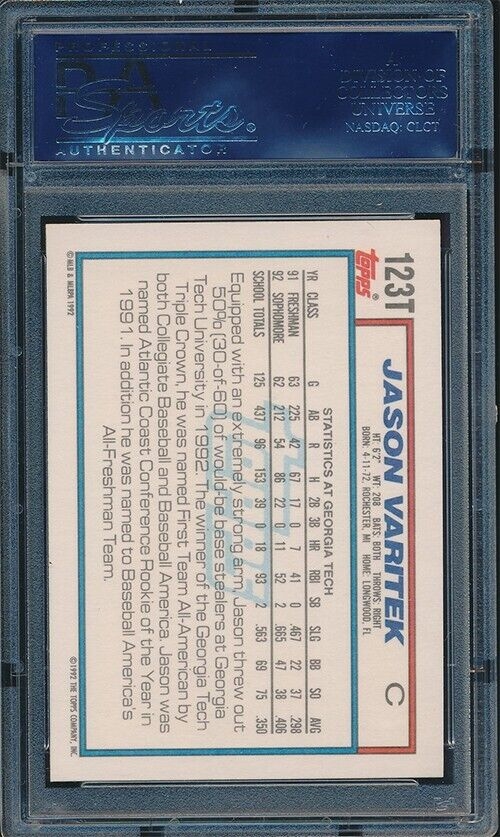 PROFESSIONAL
PSA
Sports®
AUTHENTICATOR
A
DIVISION OF
COLLECTORS
UNIVERSE
NASDAQ: CLCT
123T
Topps®
JASON VARITEK
C
HT: 6'2" WT: 208 BATS: BOTH THROWS: RIGHT
BORN: 4-11-72, ROCHESTER, MI HOME: LONGWOOD, FL
STATISTICS AT GEORGIA TECH
YR CLASS G AB R H 2B 3B HR RBI SB SLG BB SO AVG
91 FRESHMAN 63 225 42 67 17 0 7 41 0 .467 22 37 .298
92 SOPHOMORE 62 212 54 86 22 0 11 52 2 .665 47 38 .406
SCHOOL TOTALS 125 437 96 153 39 0 18 93 2 .563 69 75 .350
Equipped with an extremely strong arm, Jason threw out
50% (30-of-60) of would-be base stealers at Georgia
Tech University in 1992. The winner of the Georgia Tech
Triple Crown, he was named First Team All-American by
both Collegiate Baseball and Baseball America. Jason was
named Atlantic Coast Conference Rookie of the Year in
1991. In addition he was named to Baseball America's
All-Freshman Team.
©MLB & MLBPA 1992
©1992 THE TOPPS COMPANY, INC.